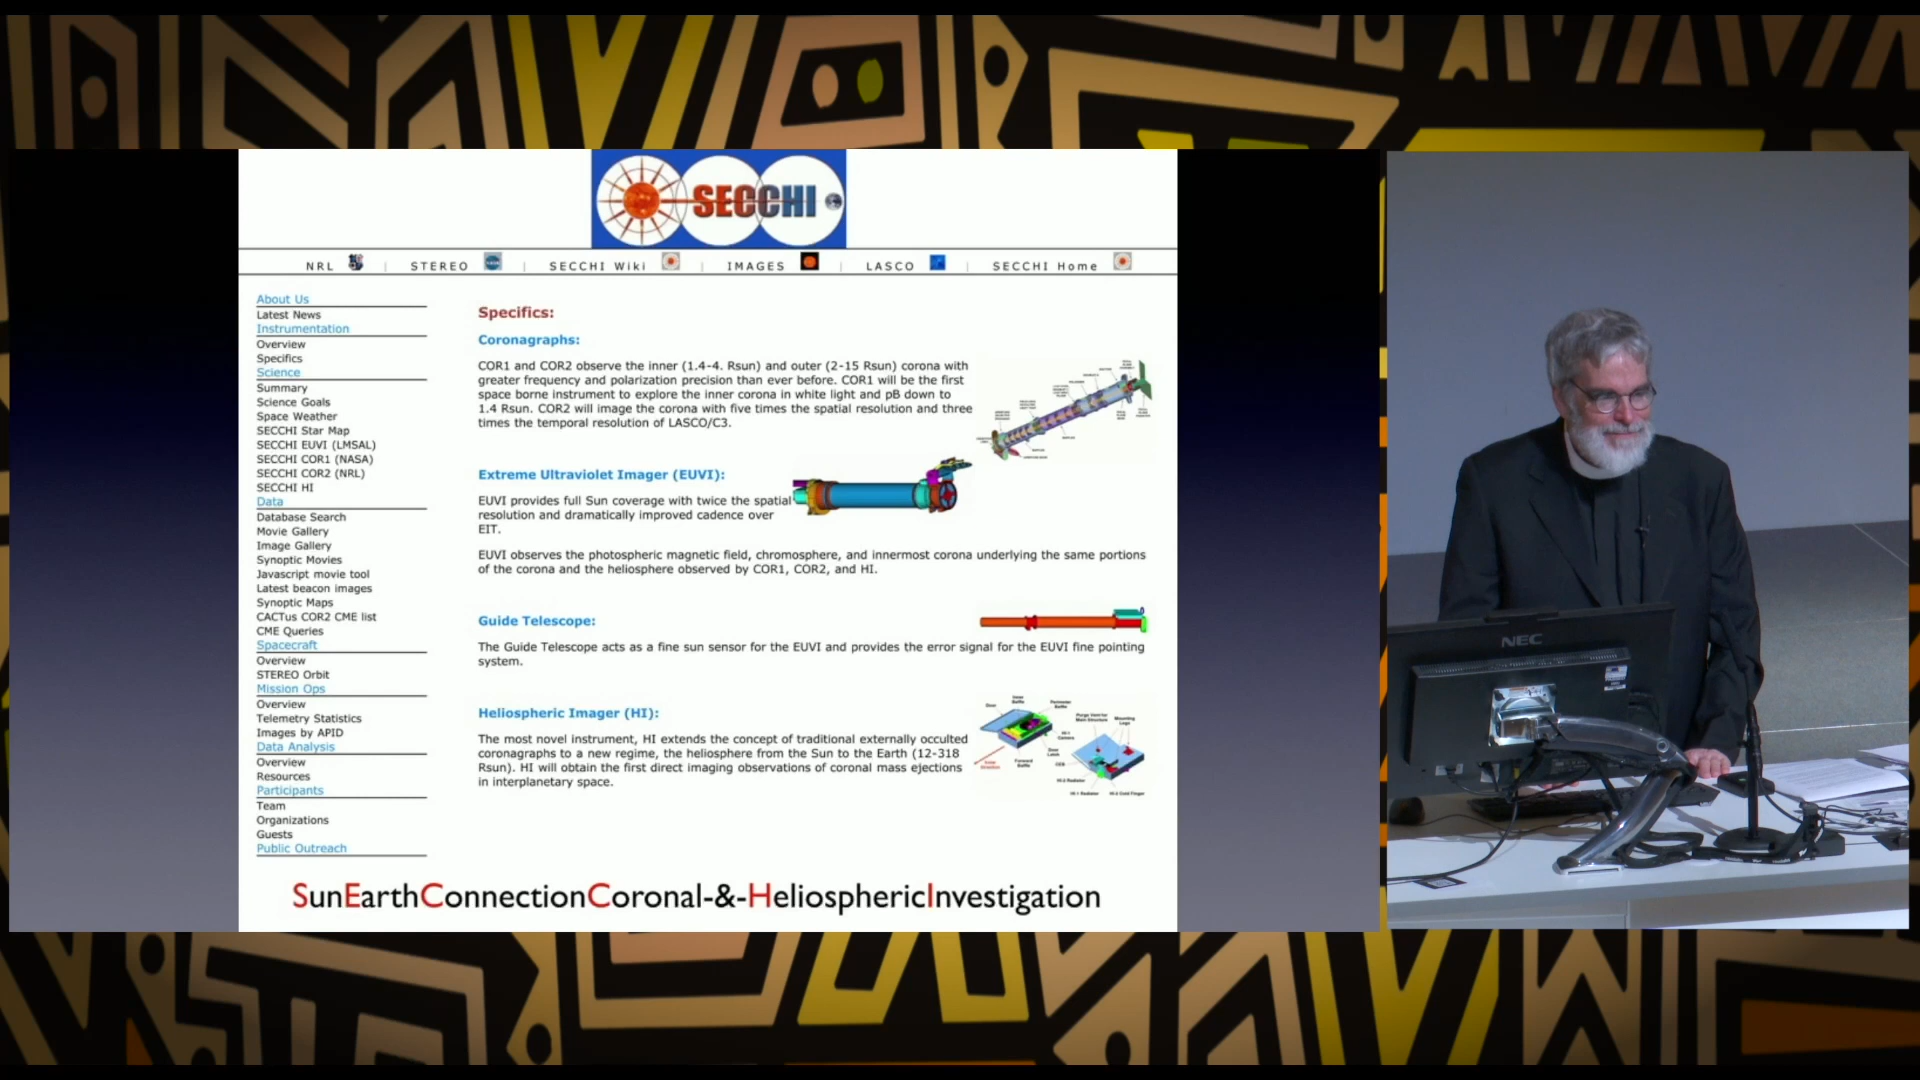 SECCHI
NRL | STEREO | SECCHI Wiki | IMAGES | LASCO | SECCHI Home
About Us
Latest News
Instrumentation
Overview
Specifics
Science
Summary
Science Goals
Space Weather
SECCHI Star Map
SECCHI EUVI (LMSAL)
SECCHI COR1 (NASA)
SECCHI COR2 (NRL)
SECCHI HI
Data
Database Search
Movie Gallery
Image Gallery
Synoptic Movies
Javascript movie tool
Latest beacon images
Synoptic Maps
CACTus COR2 CME list
CME Queries
Spacecraft
Overview
STEREO Orbit
Mission Ops
Overview
Telemetry Statistics
Images by APID
Data Analysis
Overview
Resources
Participants
Team
Organizations
Guests
Public Outreach
Specifics:
Coronagraphs:
COR1 and COR2 observe the inner (1.4-4. Rsun) and outer (2-15 Rsun) corona with
greater frequency and polarization precision than ever before. COR1 will be the first
space borne instrument to explore the inner corona in white light and pB down to
1.4 Rsun. COR2 will image the corona with five times the spatial resolution and three
times the temporal resolution of LASCO/C3.
Extreme Ultraviolet Imager (EUVI):
EUVI provides full Sun coverage with twice the spatial
resolution and dramatically improved cadence over
EIT.
EUVI observes the photospheric magnetic field, chromosphere, and innermost corona underlying the same portions
of the corona and the heliosphere observed by COR1, COR2, and HI.
Guide Telescope:
The Guide Telescope acts as a fine sun sensor for the EUVI and provides the error signal for the EUVI fine pointing
system.
Heliospheric Imager (HI):
The most novel instrument, HI extends the concept of traditional externally occulted
coronagraphs to a new regime, the heliosphere from the Sun to the Earth (12-318
Rsun). HI will obtain the first direct imaging observations of coronal mass ejections
in interplanetary space.
SunEarthConnectionCoronal-&-HeliosphericInvestigation
NEC